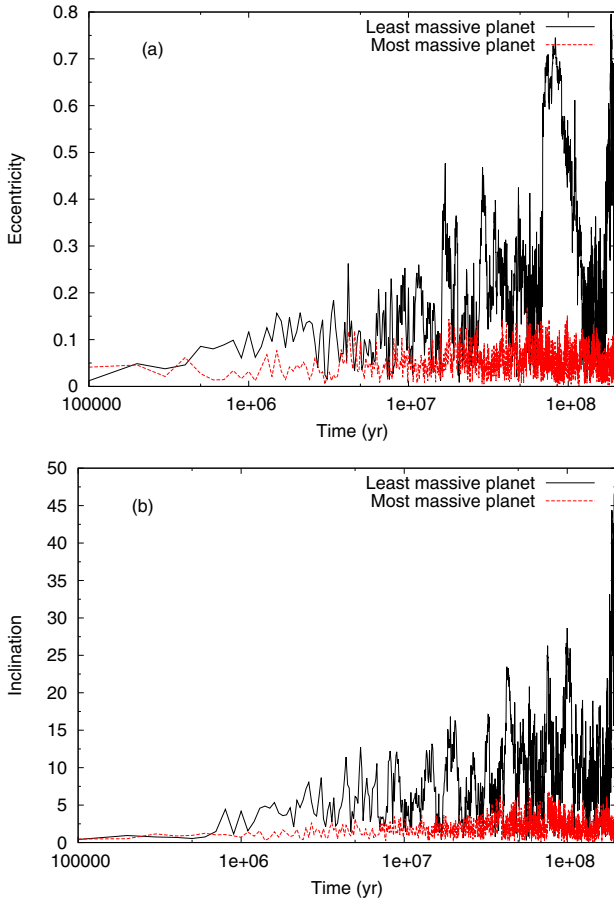 0.8
Least massive planet
(a)
Most massive planet
0.7
0.6
0.5
Eccentricity
0.4
0.3
0.2
0.1
0
100000 1e+06 1e+07 1e+08
Time (yr)
50
Least massive planet
(b)
Most massive planet
45
40
35
30
Inclination
25
20
15
10
5
0
100000 1e+06 1e+07 1e+08
Time (yr)